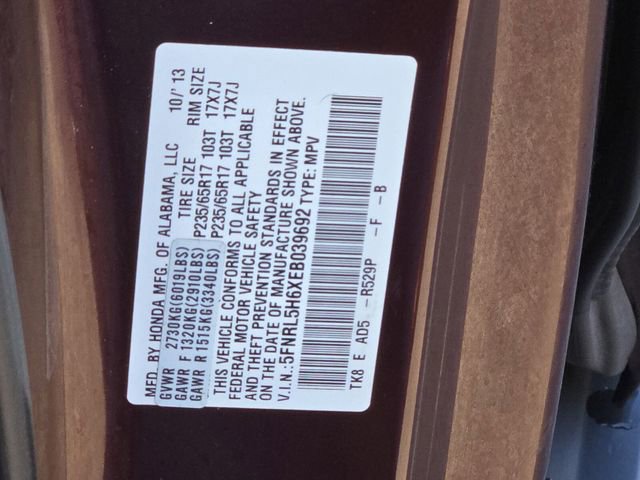 MFD. BY HONDA MFG. OF ALABAMA, LLC 10/'13
GVWR 2730KG(6019LBS) TIRE SIZE RIM SIZE
GAWR F 1320KG(2910LBS) P235/65R17 103T 17X7J
GAWR R 1515KG(3340LBS) P235/65R17 103T 17X7J
THIS VEHICLE CONFORMS TO ALL APPLICABLE
FEDERAL MOTOR VEHICLE SAFETY
AND THEFT PREVENTION STANDARDS IN EFFECT
ON THE DATE OF MANUFACTURE SHOWN ABOVE.
V.I.N.:5FNRL5H6XEB039692 TYPE: MPV
TK8 E AD5 -R529P -F -B